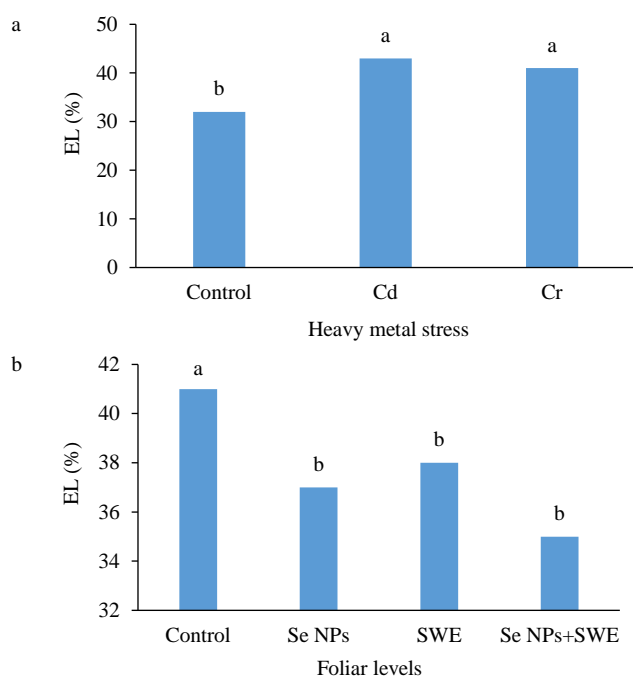 a
EL (%)
50
40
30
20
10
0
b
a
a
Control
Cd
Cr
Heavy metal stress
b
EL (%)
42
40
38
36
34
32
a
b
b
b
Control
Se NPs
SWE
Se NPs+SWE
Foliar levels